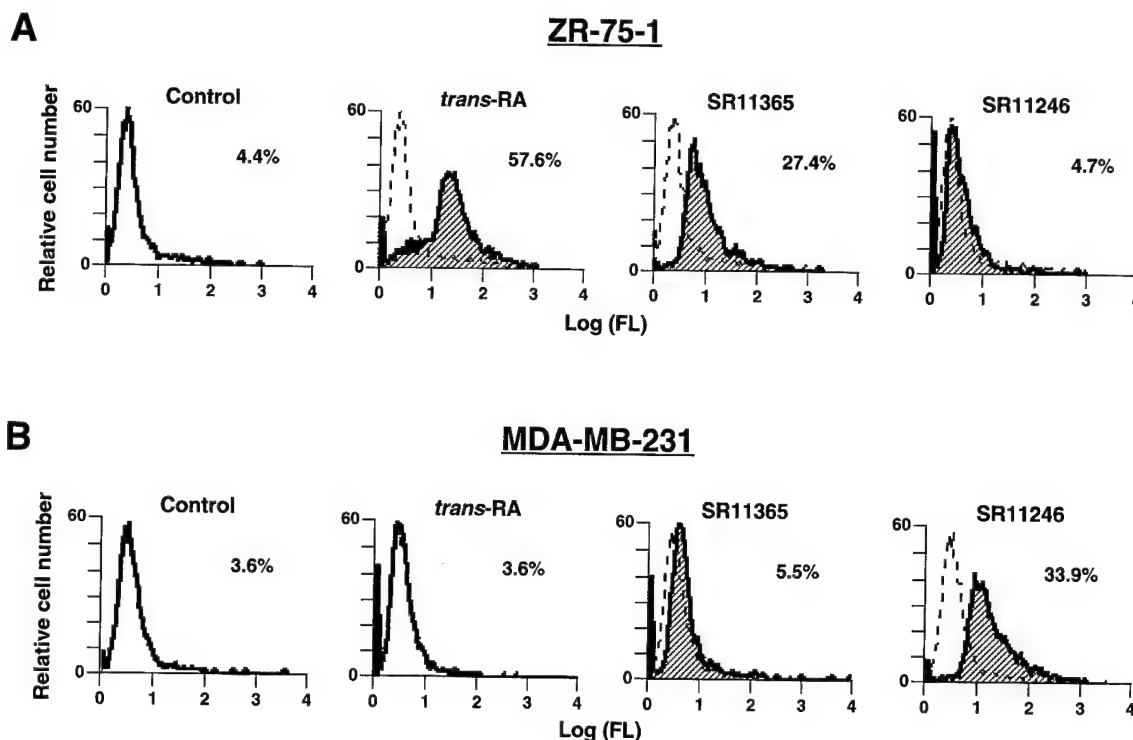 A
ZR-75-1
Relative cell number
Control
4.4%
60
0
0 1 2 3 4
trans-RA
57.6%
60
0
0 1 2 3 4
SR11365
27.4%
60
0
0 1 2 3 4
SR11246
4.7%
60
0
0 1 2 3
Log (FL)
B
MDA-MB-231
Relative cell number
Control
3.6%
60
0
0 1 2 3 4
trans-RA
3.6%
60
0
0 1 2 3 4
SR11365
5.5%
60
0
0 1 2 3 4
SR11246
33.9%
60
0
0 1 2 3 4
Log (FL)